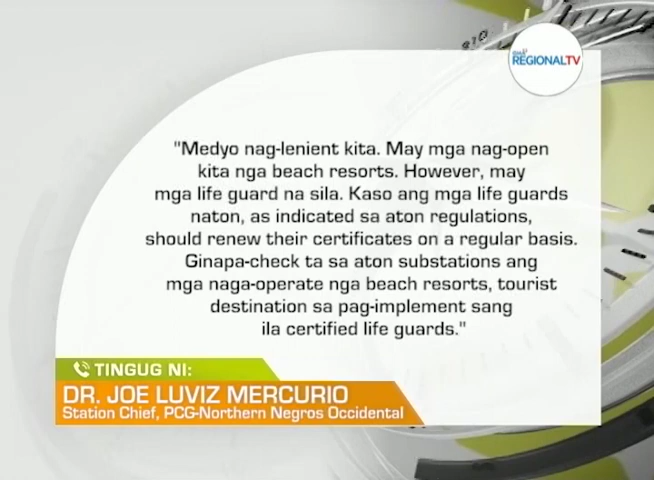 GMA REGIONALTV
"Medyo nag-lenient kita. May mga nag-open
kita nga beach resorts. However, may
mga life guard na sila. Kaso ang mga life guards
naton, as indicated sa aton regulations,
should renew their certificates on a regular basis.
Ginapa-check ta sa aton substations ang
mga naga-operate nga beach resorts, tourist
destination sa pag-implement sang
ila certified life guards."
TINGUG NI:
DR. JOE LUVIZ MERCURIO
Station Chief, PCG-Northern Negros Occidental